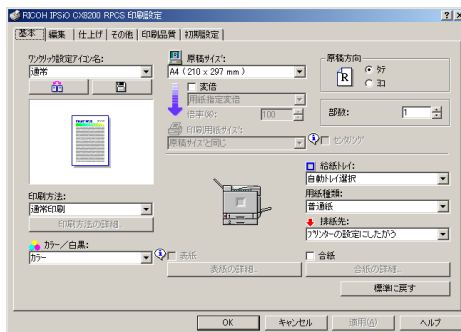 RICOH IPSiO CX8200 RPCS 印刷設定
基本 編集 仕上げ その他 印刷品質 初期設定
ワンクリック設定アイコン名:
通常
印刷方法:
通常印刷
印刷方法の詳細...
カラー/白黒:
カラー
原稿サイズ:
A4 ( 210 x 297 mm )
変倍
用紙指定変倍
倍率(%): 100
印刷用紙サイズ:
原稿サイズと同じ
原稿方向
R
タテ
ヨコ
部数: 1
センタリング
給紙トレイ:
自動トレイ選択
用紙種類:
普通紙
排紙先:
プリンターの設定にしたがう
表紙
表紙の詳細...
合紙
合紙の詳細...
標準に戻す
OK キャンセル 適用(A) ヘルプ